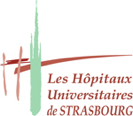 Les Hôpitaux
Universitaires
de STRASBOURG